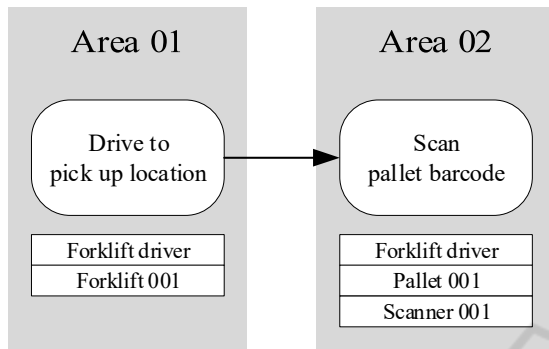 Area 01
Drive to
pick up location
Forklift driver
Forklift 001
Area 02
Scan
pallet barcode
Forklift driver
Pallet 001
Scanner 001